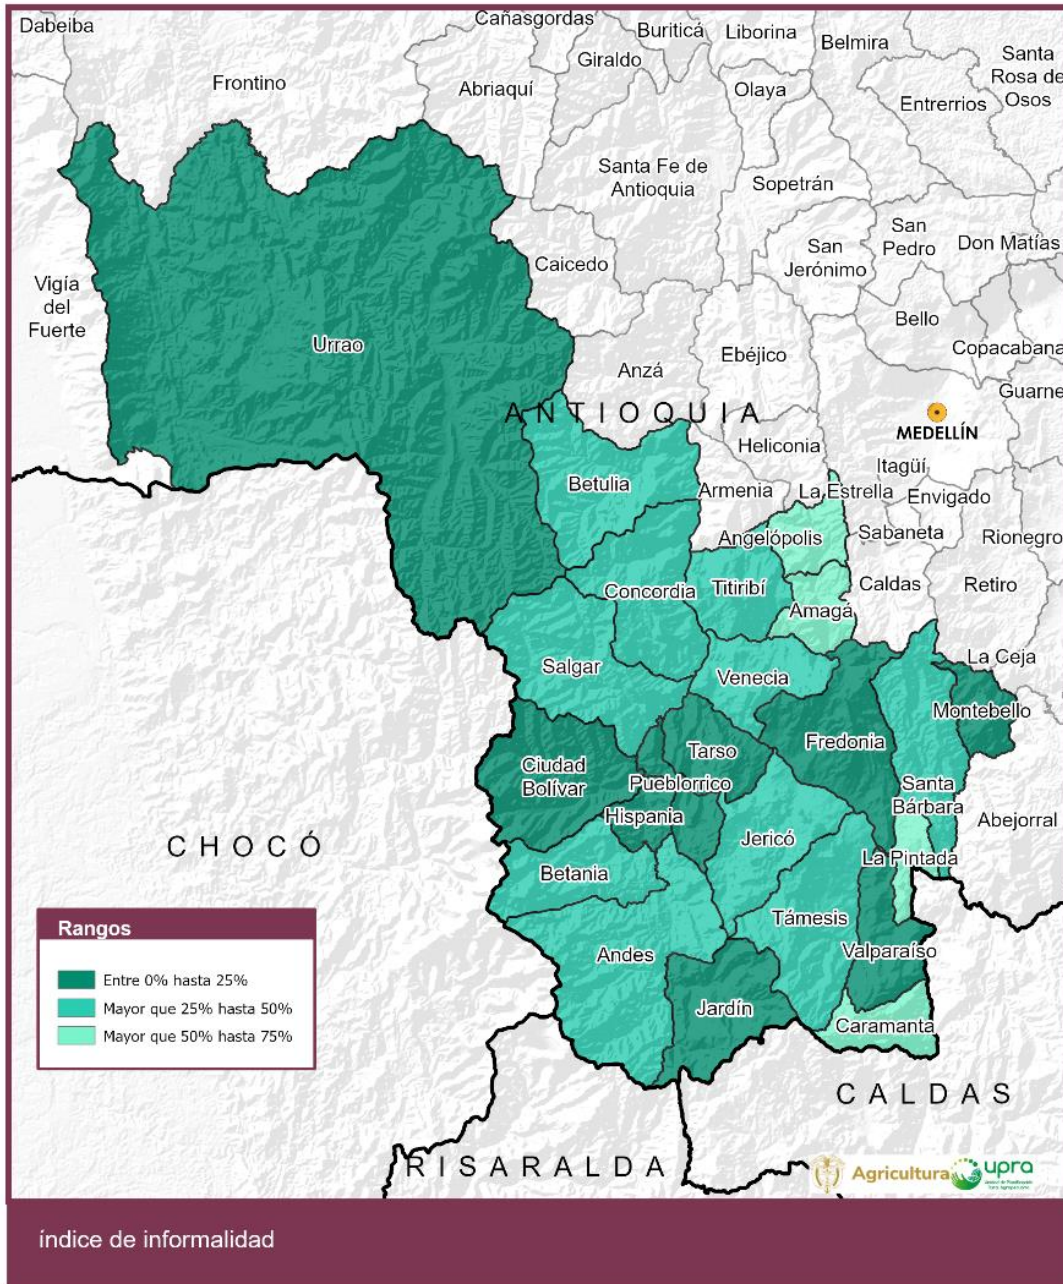 Dabeiba
Cañasgordas
Buriticá
Liborina
Belmira
Giraldo
Santa
Rosa de
Osos
Frontino
Abriaquí
Olaya
Entrerrios
Santa Fe de
Antioquia
Sopetrán
San
Pedro
Don Matías
San
Jerónimo
Caicedo
Vigía
del
Fuerte
Bello
Urrao
Copacabana
Ebéjico
Anzá
Guarne
ANTIOQUIA
MEDELLÍN
Heliconia
Itagüí
Betulia
Armenia
La Estrella
Envigado
Angelópolis
Sabaneta
Rionegro
Concordia
Titiribí
Caldas
Retiro
Amagá
La Ceja
Salgar
Venecia
Montebello
Fredonia
Tarso
Ciudad
Bolívar
Pueblorrico
Santa
Bárbara
Hispania
Abejorral
CHOCÓ
Jericó
La Pintada
Betania
Támesis
Andes
Valparaíso
Jardín
Caramanta
Rangos
Entre 0% hasta 25%
Mayor que 25% hasta 50%
Mayor que 50% hasta 75%
CALDAS
RISARALDA
Agricultura
upra
índice de informalidad